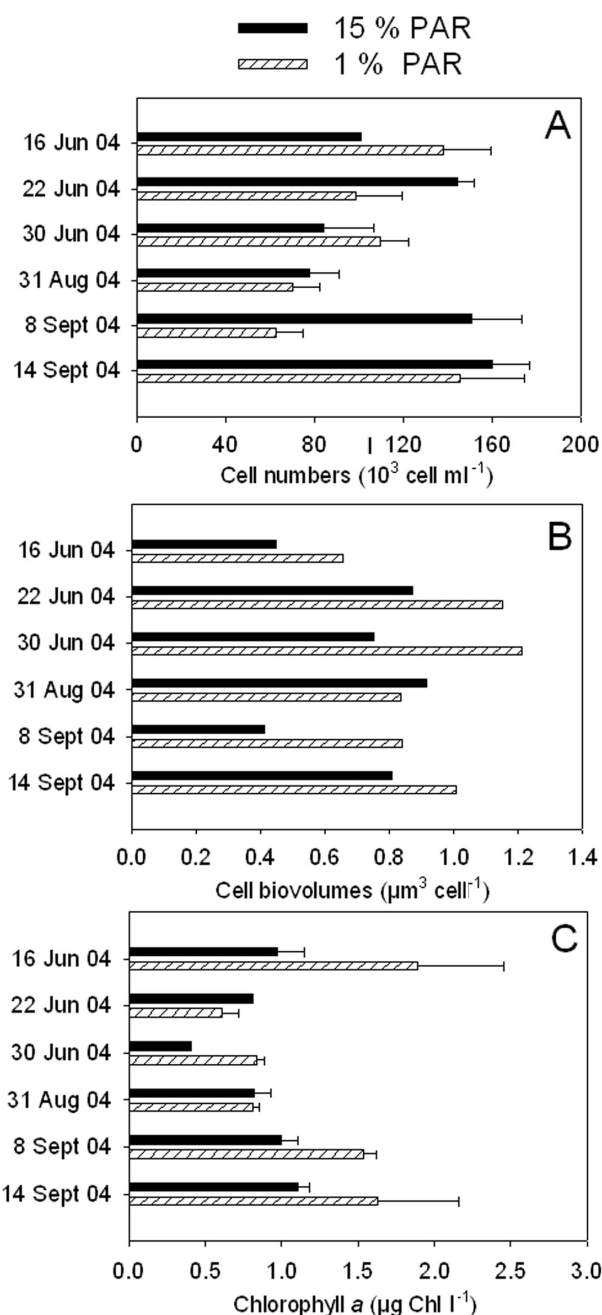 15 % PAR
1 % PAR
A
16 Jun 04
22 Jun 04
30 Jun 04
31 Aug 04
8 Sept 04
14 Sept 04
0 40 80 120 160 200
Cell numbers (10³ cell ml⁻¹)
B
16 Jun 04
22 Jun 04
30 Jun 04
31 Aug 04
8 Sept 04
14 Sept 04
0.0 0.2 0.4 0.6 0.8 1.0 1.2 1.4
Cell biovolumes (µm³ cell⁻¹)
C
16 Jun 04
22 Jun 04
30 Jun 04
31 Aug 04
8 Sept 04
14 Sept 04
0.0 0.5 1.0 1.5 2.0 2.5 3.0
Chlorophyll a (µg Chl l⁻¹)